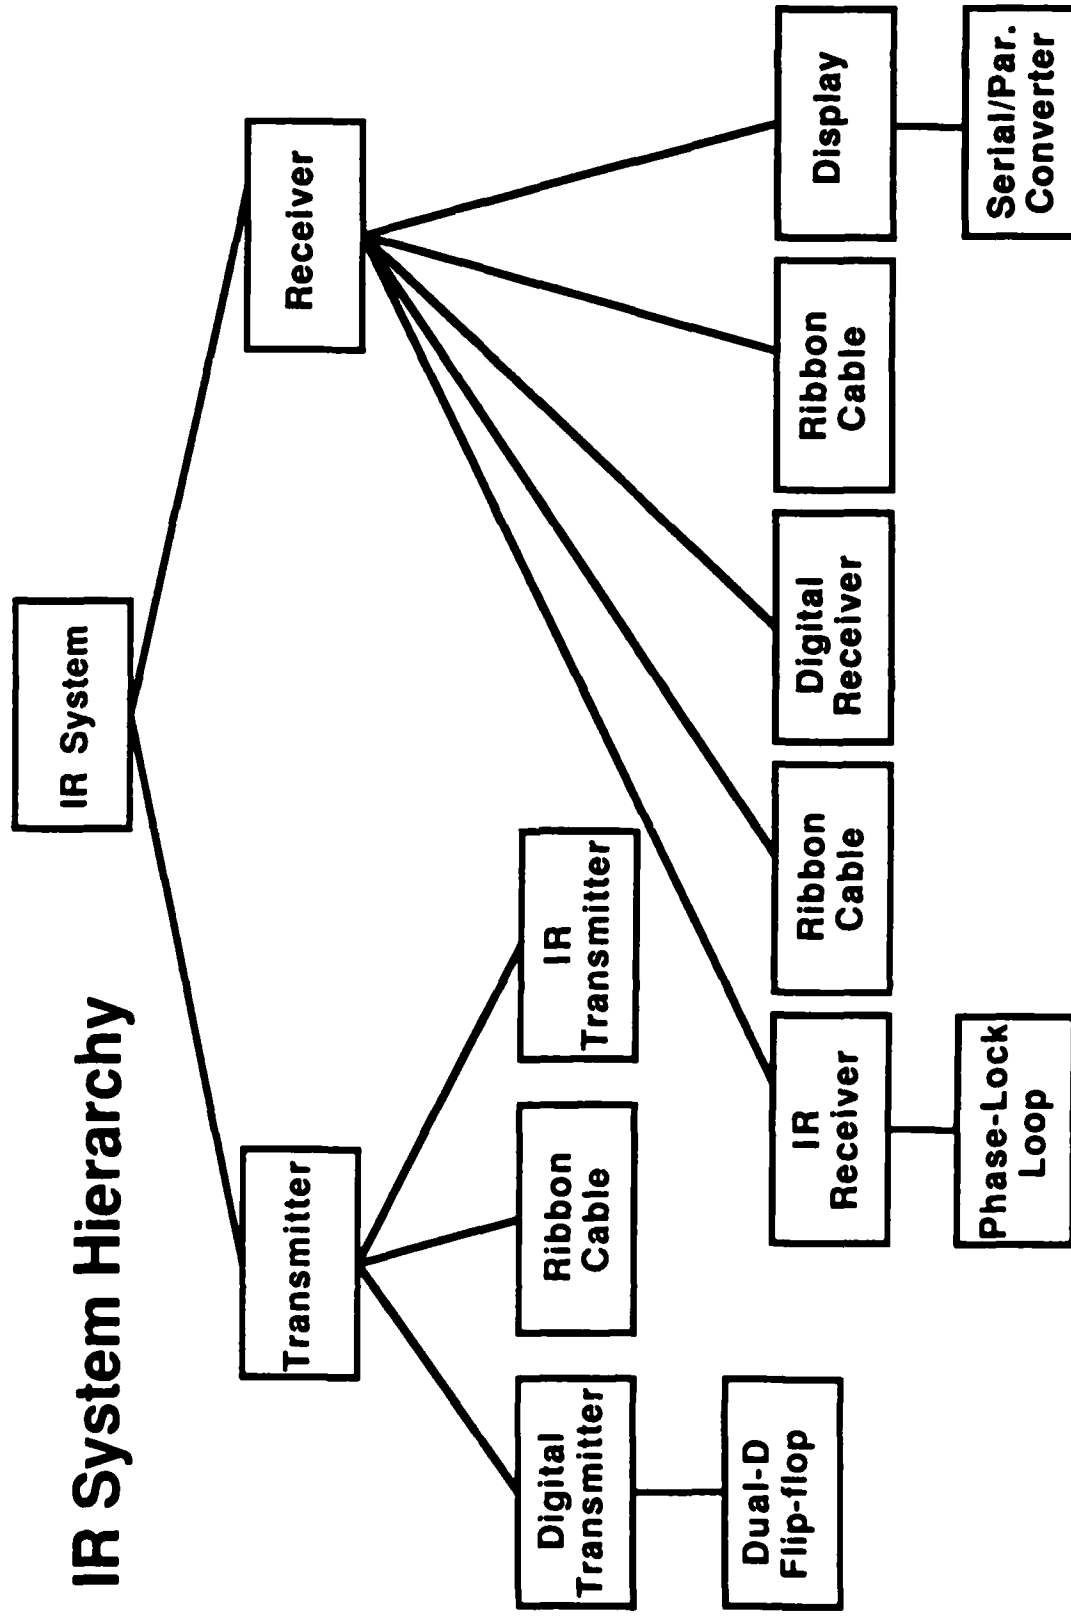 IR System Hierarchy
IR System
Transmitter
Receiver
Digital
Transmitter
Ribbon
Cable
IR
Transmitter
Dual-D
Flip-flop
IR
Receiver
Ribbon
Cable
Digital
Receiver
Ribbon
Cable
Display
Phase-Lock
Loop
Serial/Par.
Converter